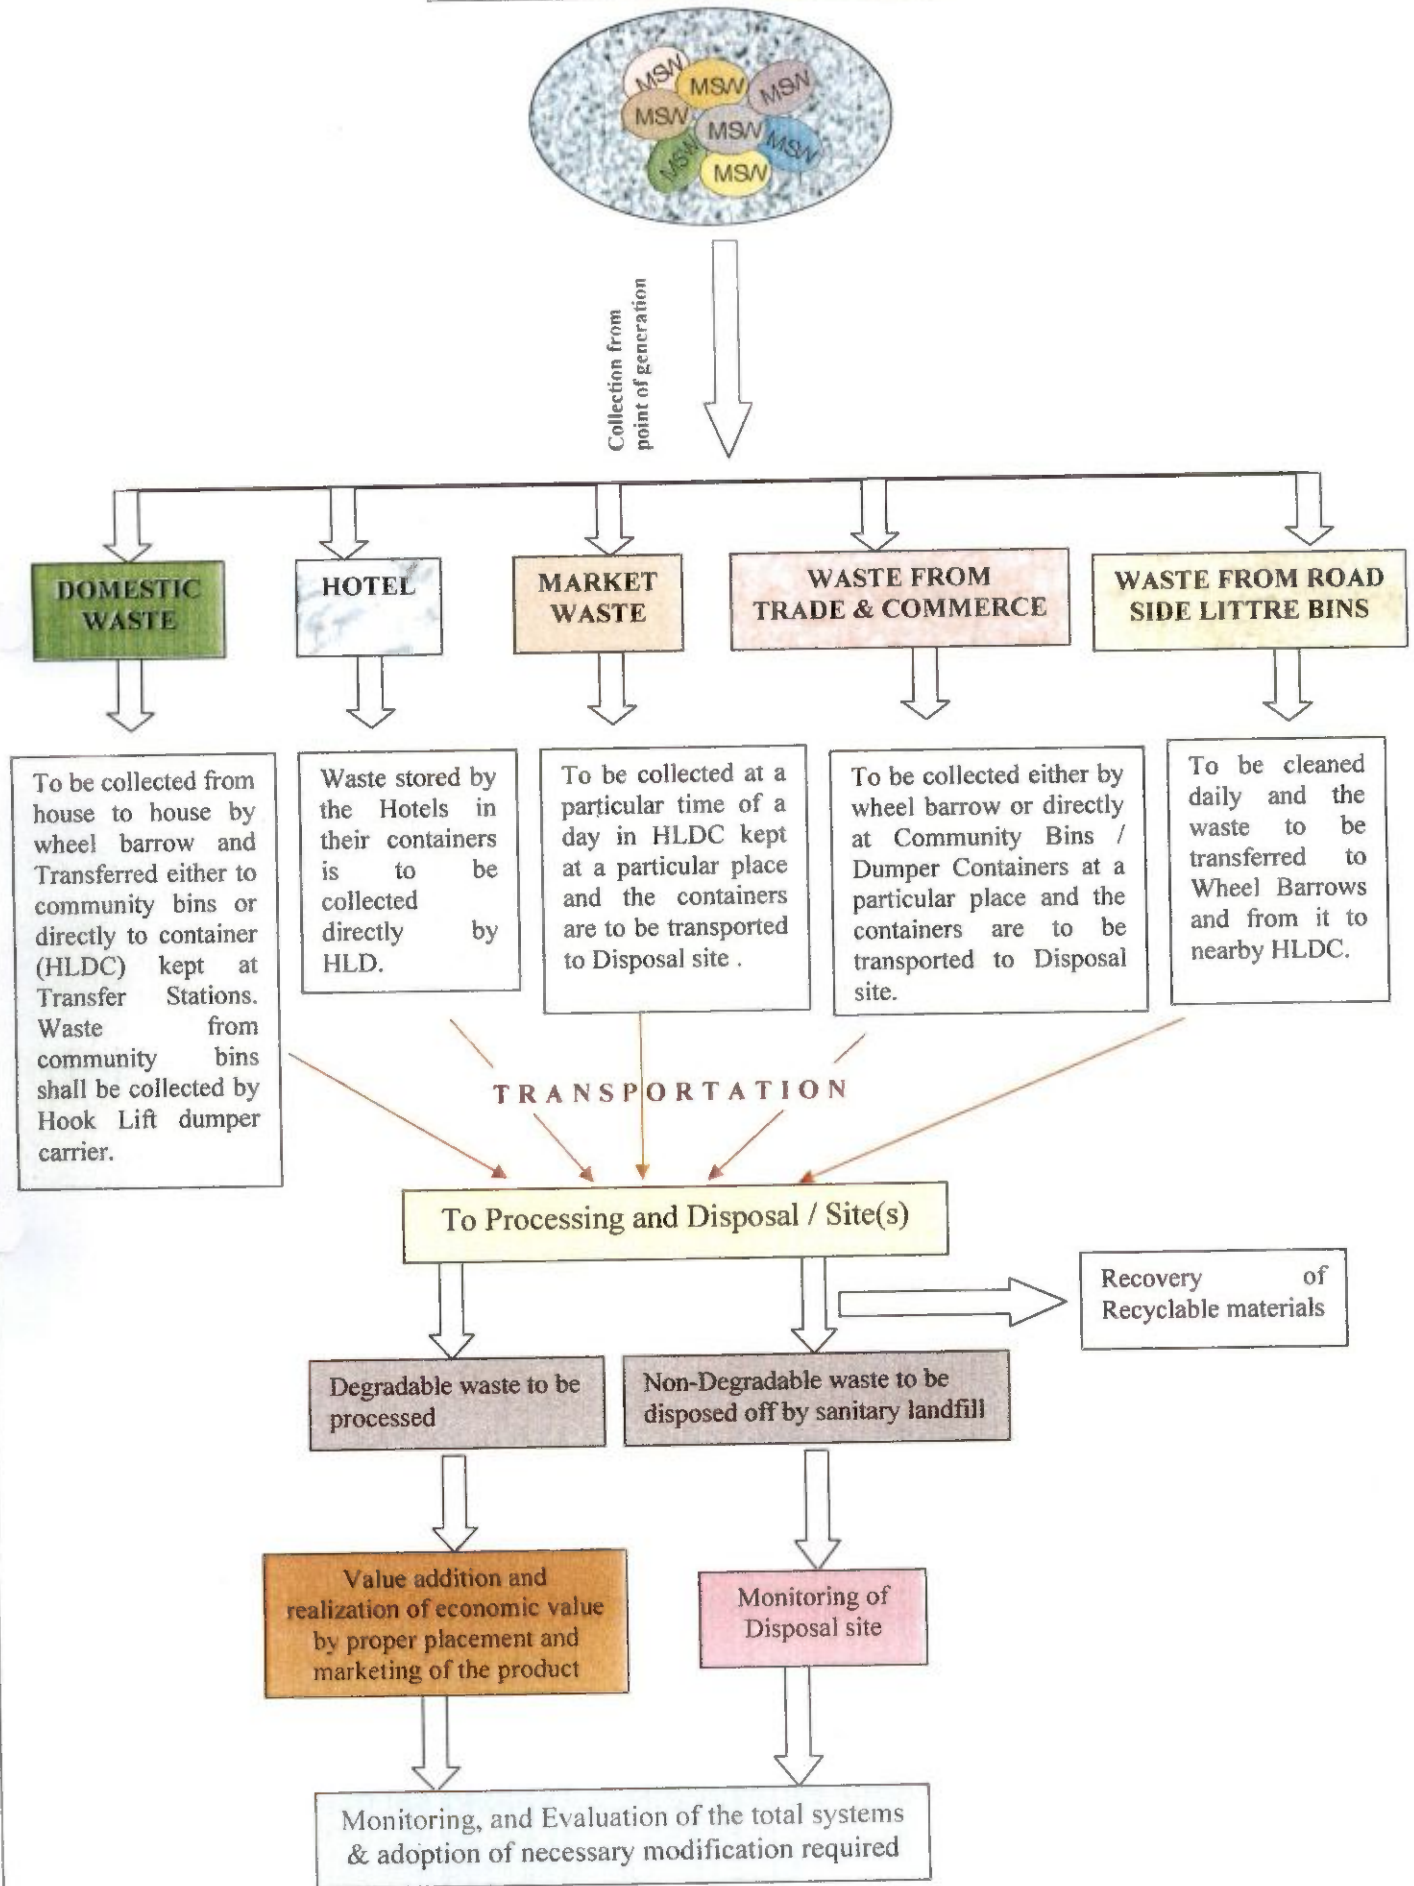 MSW
MSW
MSW
MSW
MSW
MSW
MSW
MSW
Collection from
point of generation
DOMESTIC
WASTE
HOTEL
MARKET
WASTE
WASTE FROM
TRADE & COMMERCE
WASTE FROM ROAD
SIDE LITTRE BINS
To be collected from
house to house by
wheel barrow and
Transferred either to
community bins or
directly to container
(HLDC) kept at
Transfer Stations.
Waste from
community bins
shall be collected by
Hook Lift dumper
carrier.
Waste stored by
the Hotels in
their containers
is to be
collected
directly by
HLD.
To be collected at a
particular time of a
day in HLDC kept
at a particular place
and the containers
are to be transported
to Disposal site .
To be collected either by
wheel barrow or directly
at Community Bins /
Dumper Containers at a
particular place and the
containers are to be
transported to Disposal
site.
To be cleaned
daily and the
waste to be
transferred to
Wheel Barrows
and from it to
nearby HLDC.
TRANSPORTATION
To Processing and Disposal / Site(s)
Recovery of
Recyclable materials
Degradable waste to be
processed
Non-Degradable waste to be
disposed off by sanitary landfill
Value addition and
realization of economic value
by proper placement and
marketing of the product
Monitoring of
Disposal site
Monitoring, and Evaluation of the total systems
& adoption of necessary modification required